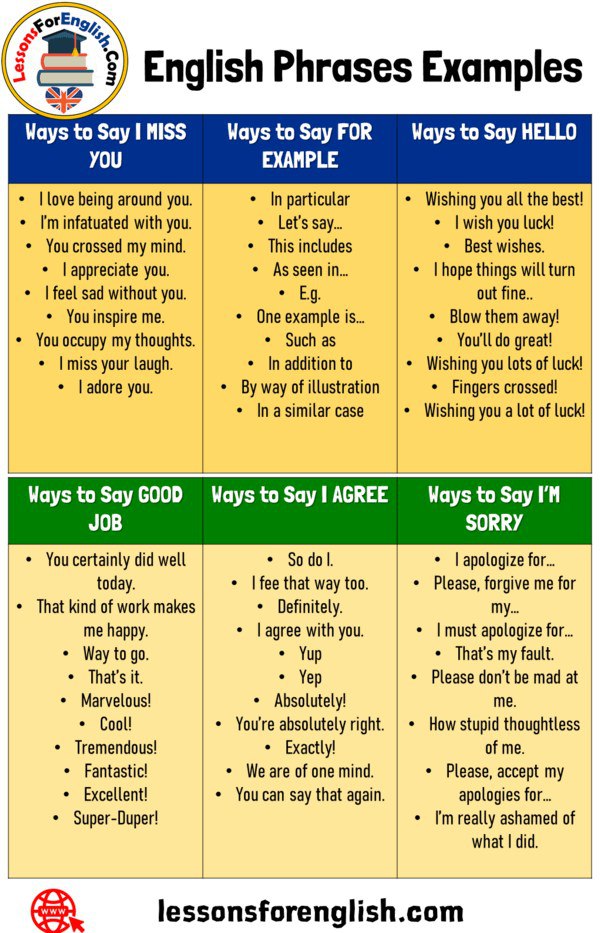 LessonsForEnglish.Com
English Phrases Examples
Ways to Say I MISS
YOU
• I love being around you.
• I'm infatuated with you.
• You crossed my mind.
• I appreciate you.
• I feel sad without you.
• You inspire me.
• You occupy my thoughts.
• I miss your laugh.
• I adore you.
Ways to Say FOR
EXAMPLE
• In particular
• Let's say...
• This includes
• As seen in...
• E.g.
• One example is...
• Such as
• In addition to
• By way of illustration
• In a similar case
Ways to Say HELLO
• Wishing you all the best!
• I wish you luck!
• Best wishes.
• I hope things will turn
out fine..
• Blow them away!
• You'll do great!
• Wishing you lots of luck!
• Fingers crossed!
• Wishing you a lot of luck!
Ways to Say GOOD
JOB
• You certainly did well
today.
• That kind of work makes
me happy.
• Way to go.
• That's it.
• Marvelous!
• Cool!
• Tremendous!
• Fantastic!
• Excellent!
• Super-Duper!
Ways to Say I AGREE
• So do I.
• I fee that way too.
• Definitely.
• I agree with you.
• Yup
• Yep
• Absolutely!
• You're absolutely right.
• Exactly!
• We are of one mind.
• You can say that again.
Ways to Say I'M
SORRY
• I apologize for...
• Please, forgive me for
my...
• I must apologize for...
• That's my fault.
• Please don't be mad at
me.
• How stupid thoughtless
of me.
• Please, accept my
apologies for...
• I'm really ashamed of
what I did.
WWW
lessonsforenglish.com